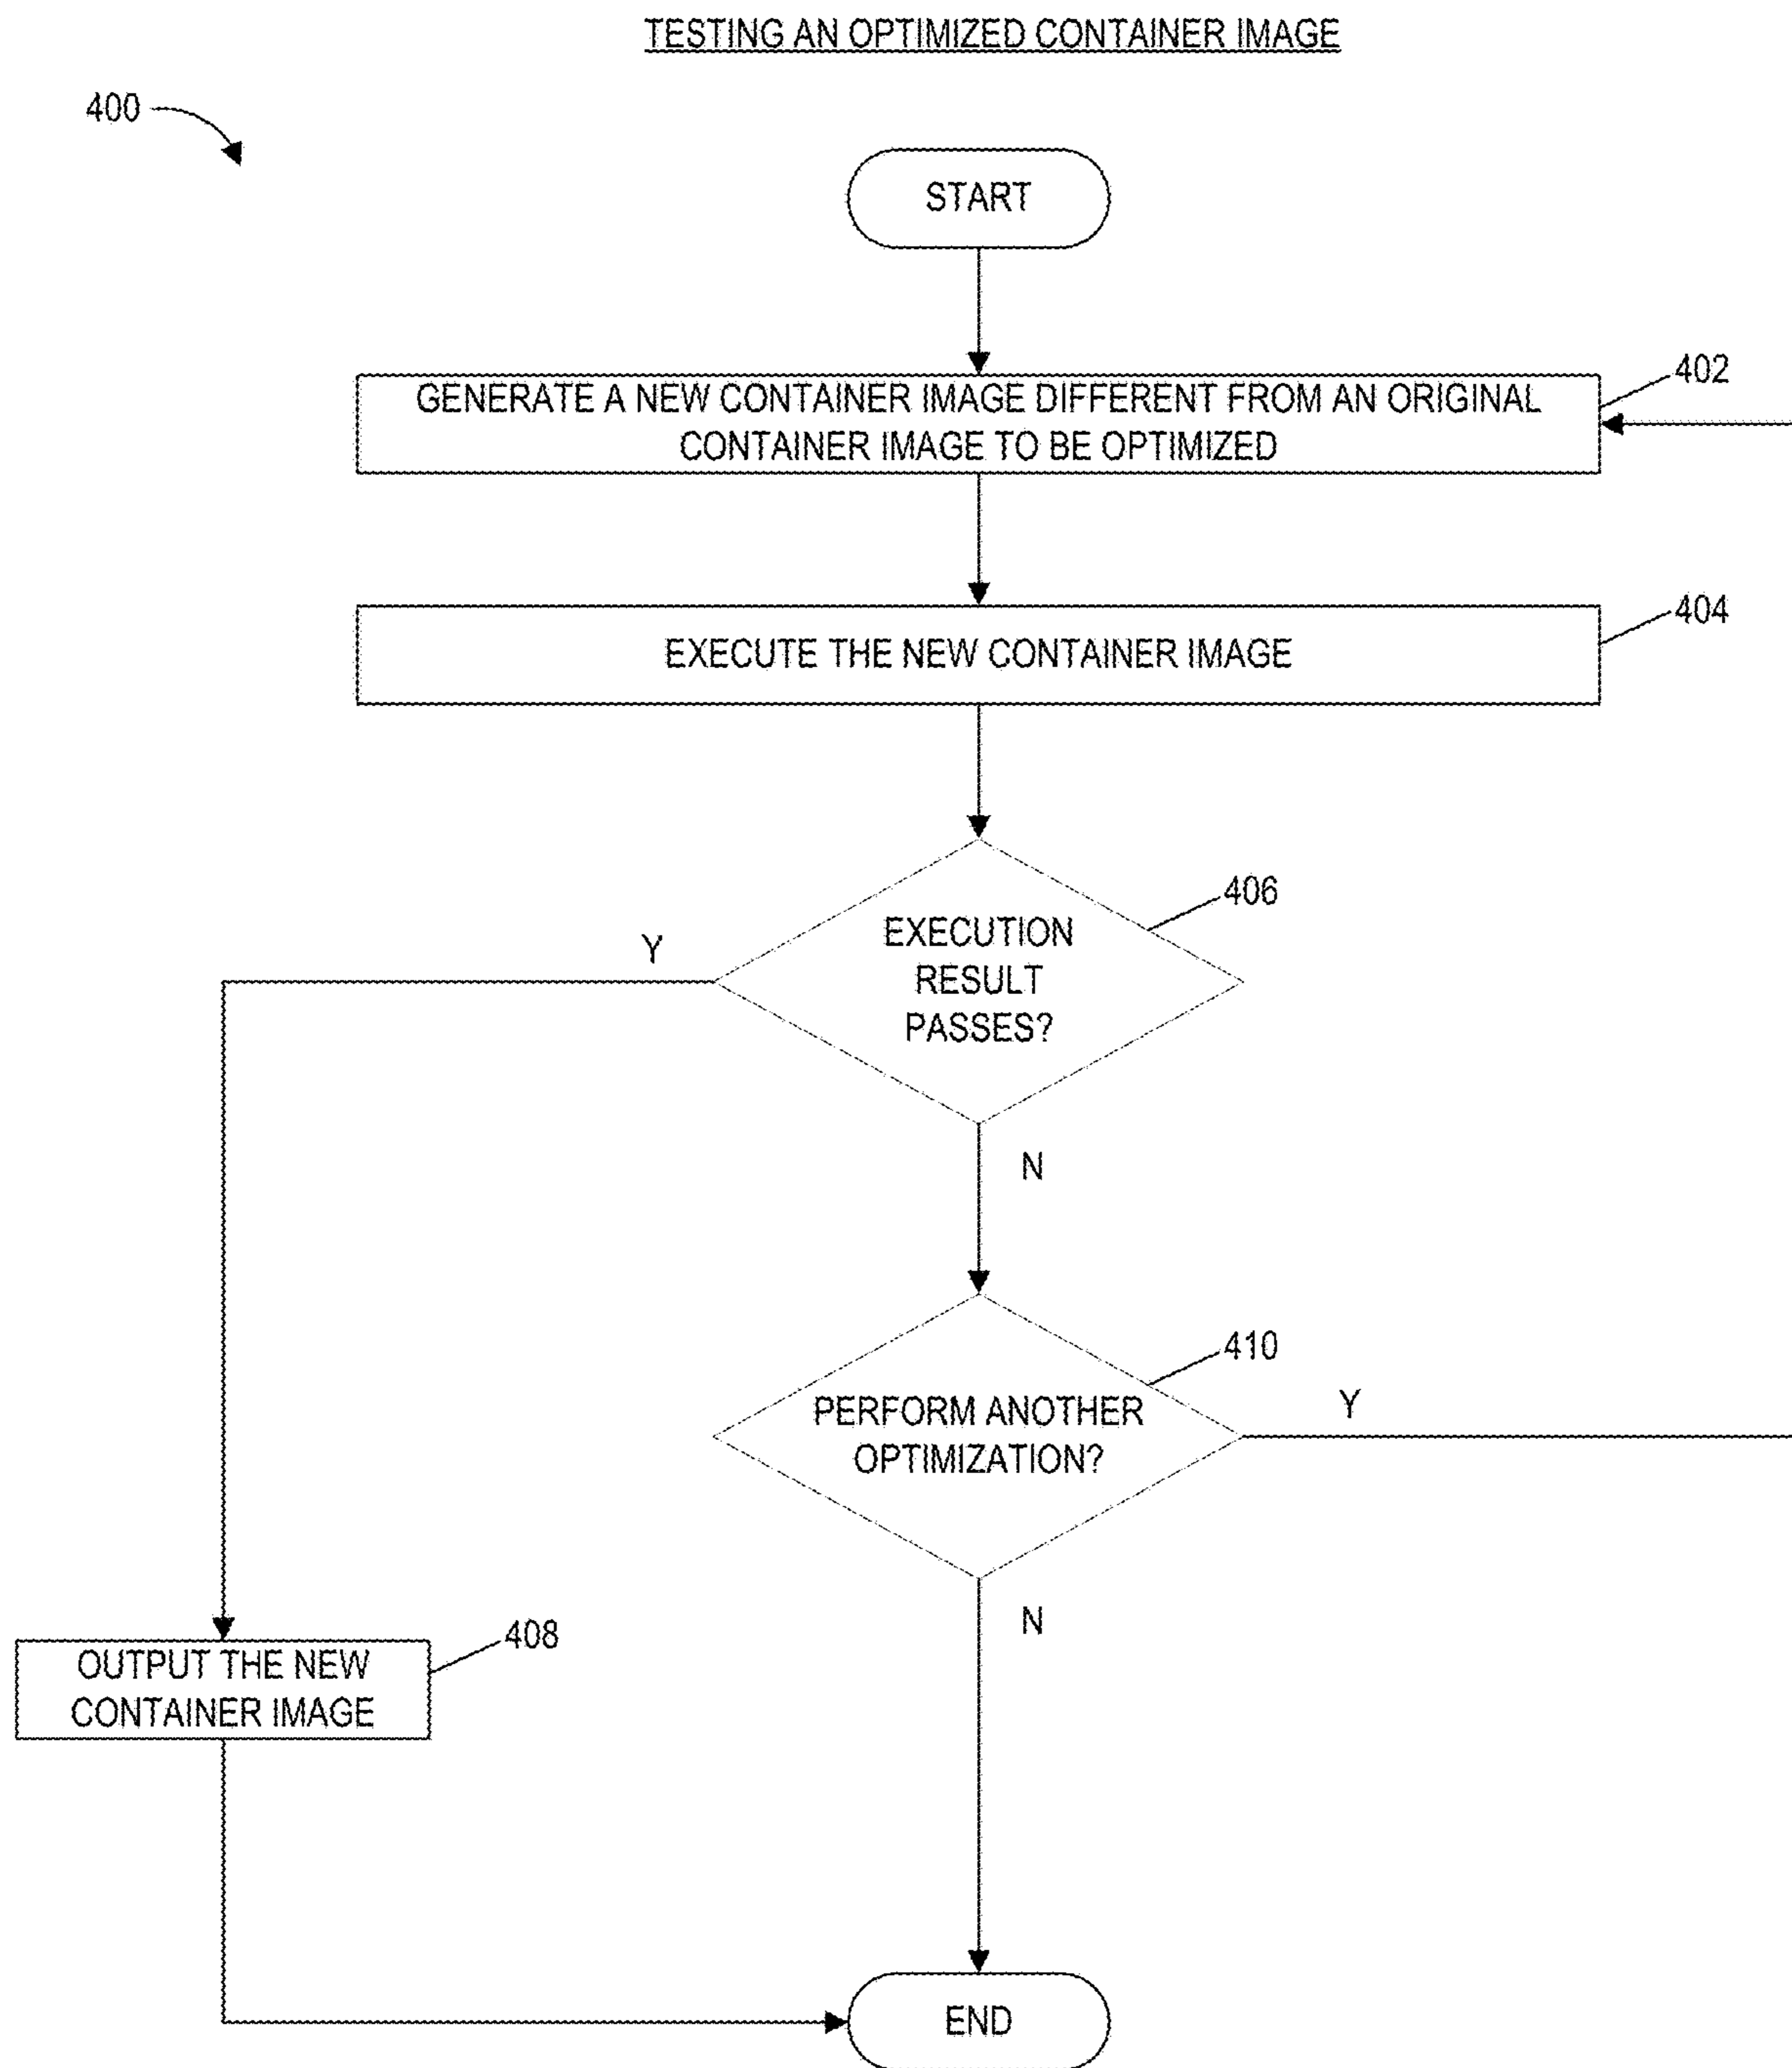 TESTING AN OPTIMIZED CONTAINER IMAGE
400
START
402
GENERATE A NEW CONTAINER IMAGE DIFFERENT FROM AN ORIGINAL
CONTAINER IMAGE TO BE OPTIMIZED
404
EXECUTE THE NEW CONTAINER IMAGE
406
EXECUTION
RESULT
PASSES?
Y
N
410
PERFORM ANOTHER
OPTIMIZATION?
Y
N
408
OUTPUT THE NEW
CONTAINER IMAGE
END